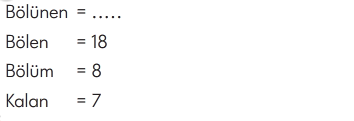 Bölünen = .....
Bölen = 18
Bölüm = 8
Kalan = 7